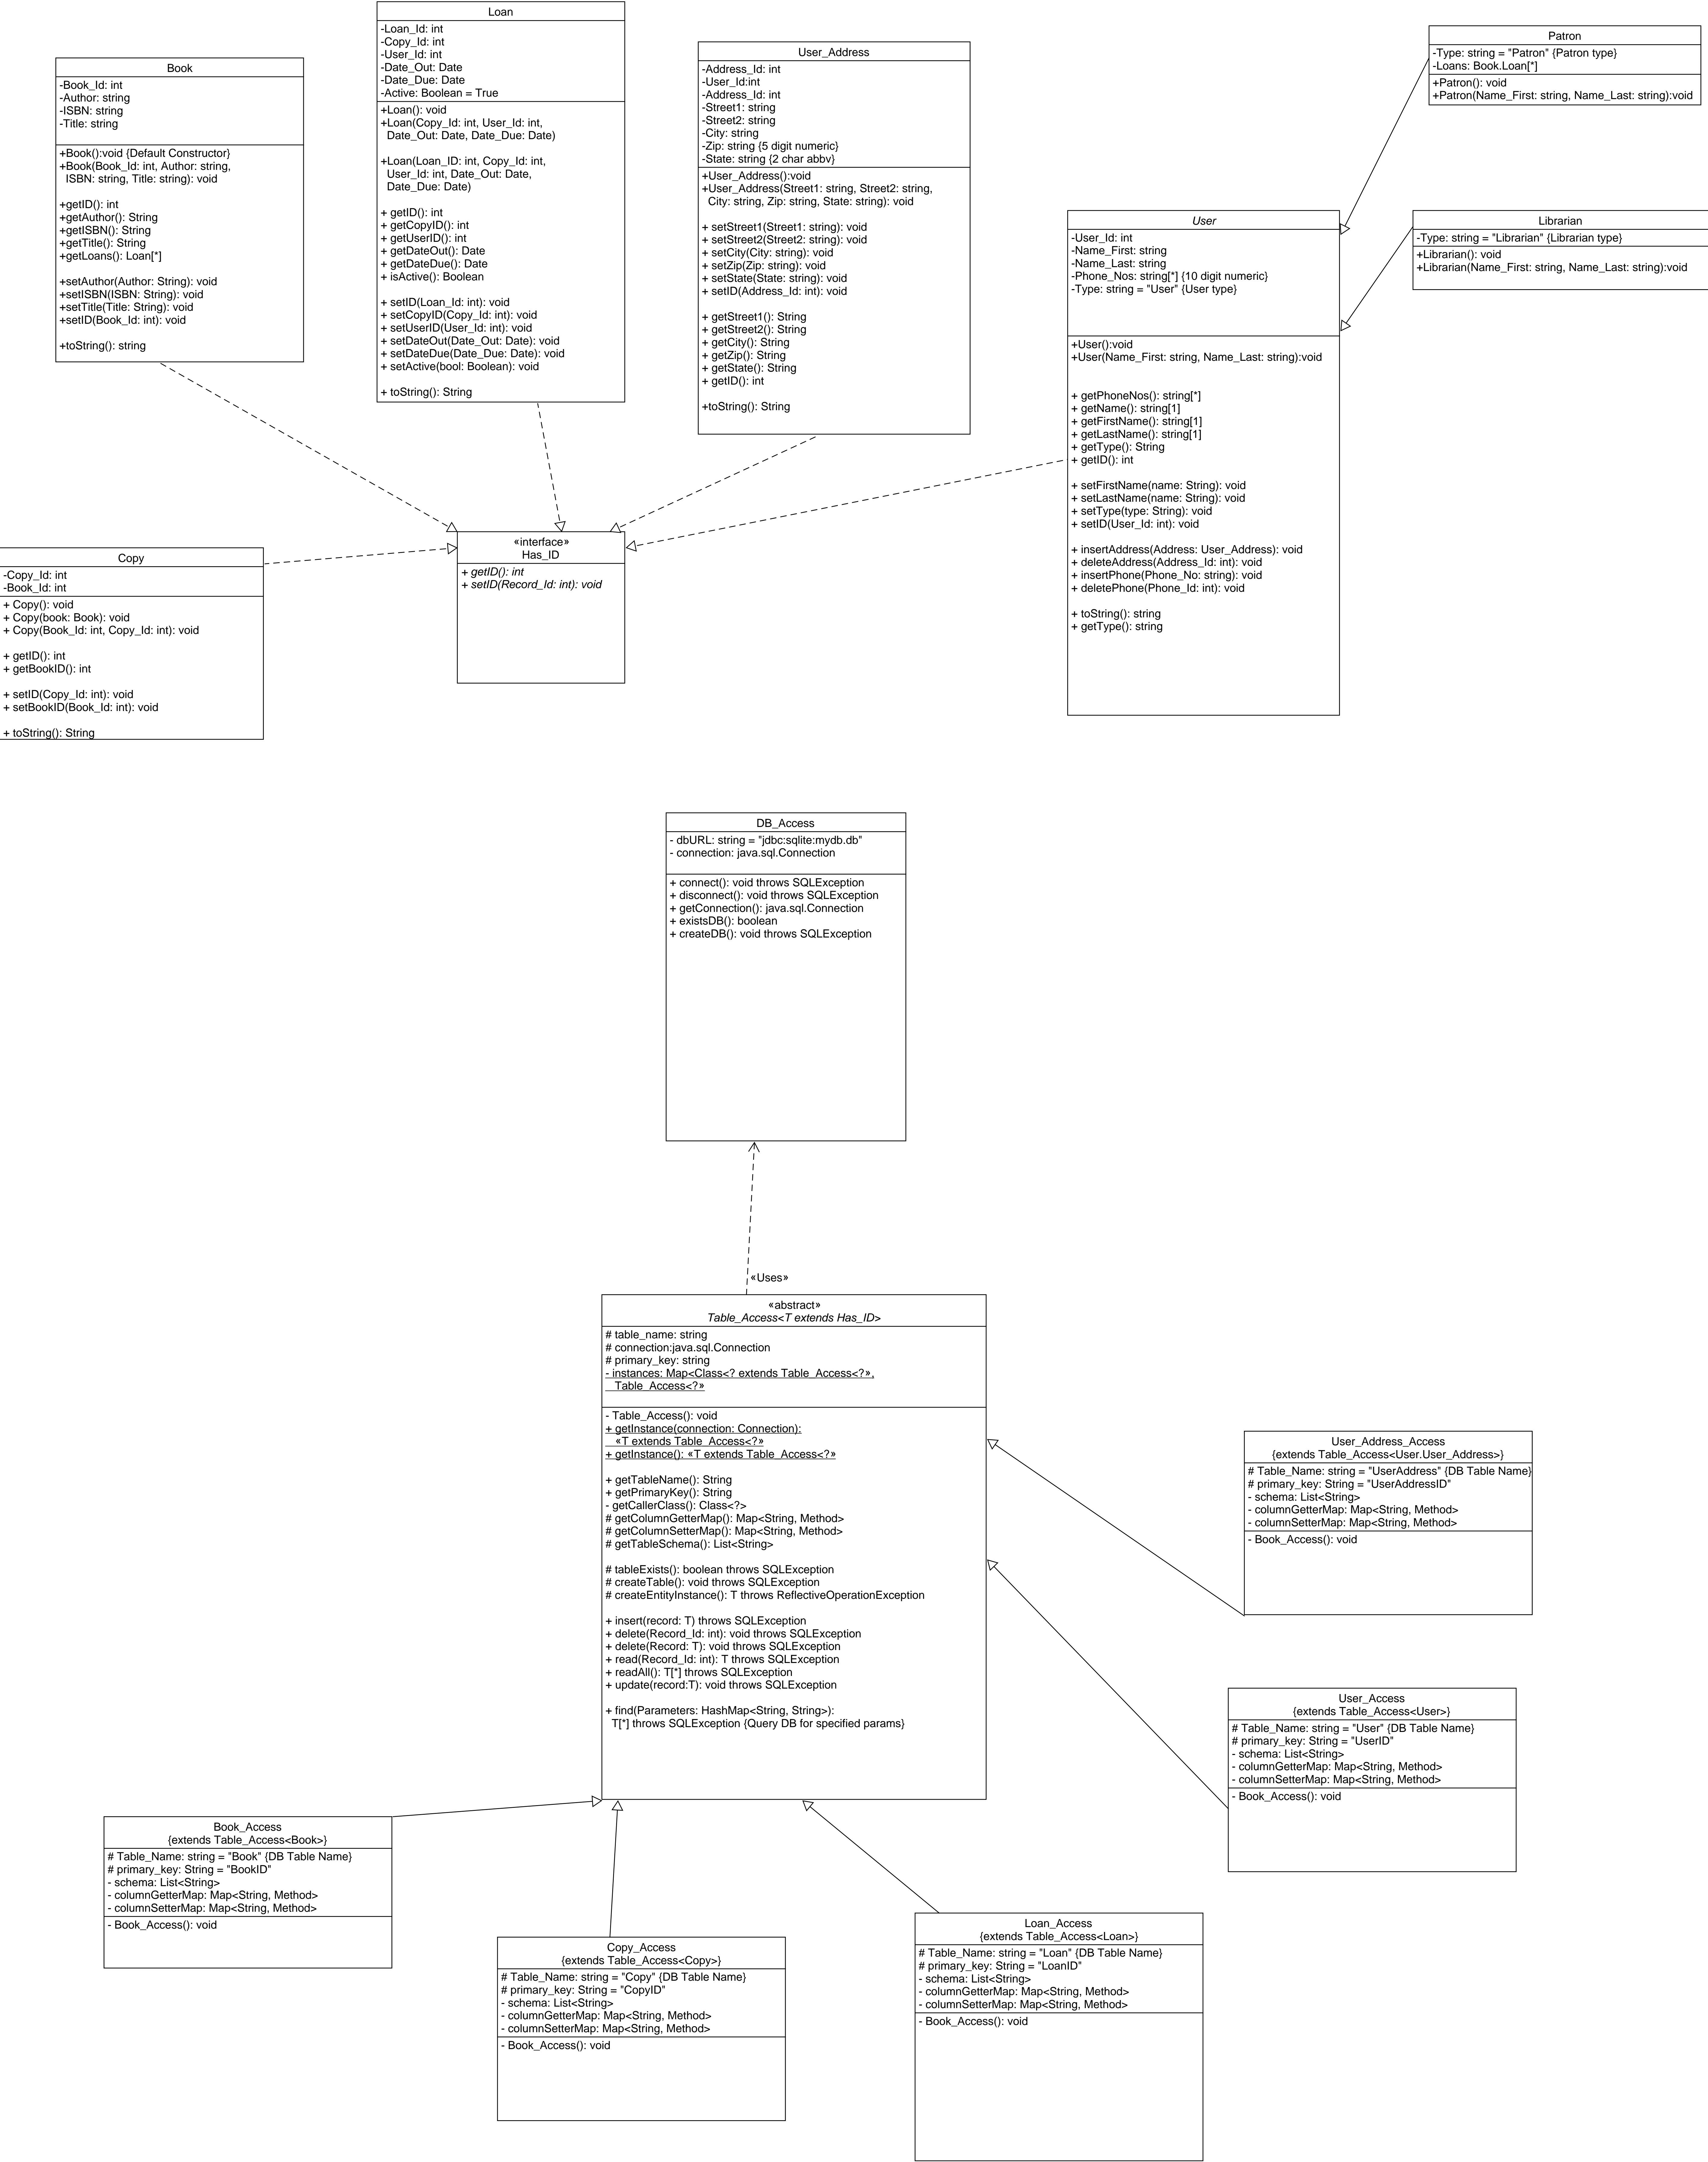 Loan
-Loan_Id: int
-Copy_Id: int
-User_Id: int
-Date_Out: Date
-Date_Due: Date
-Active: Boolean = True
+Loan(): void
+Loan(Copy_Id: int, User_Id: int,
Date_Out: Date, Date_Due: Date)
+Loan(Loan_ID: int, Copy_Id: int,
User_Id: int, Date_Out: Date,
Date_Due: Date)
+ getID(): int
+ getCopyID(): int
+ getUserID(): int
+ getDateOut(): Date
+ getDateDue(): Date
+ isActive(): Boolean
+ setID(Loan_Id: int): void
+ setCopyID(Copy_Id: int): void
+ setUserID(User_Id: int): void
+ setDateOut(Date_Out: Date): void
+ setDateDue(Date_Due: Date): void
+ setActive(bool: Boolean): void
+ toString(): String
Book
-Book_Id: int
-Author: string
-ISBN: string
-Title: string
+Book():void {Default Constructor}
+Book(Book_Id: int, Author: string,
ISBN: string, Title: string): void
+getID(): int
+getAuthor(): String
+getISBN(): String
+getTitle(): String
+getLoans(): Loan[*]
+setAuthor(Author: String): void
+setISBN(ISBN: String): void
+setTitle(Title: String): void
+setID(Book_Id: int): void
+toString(): string
User_Address
-Address_Id: int
-User_Id:int
-Address_Id: int
-Street1: string
-Street2: string
-City: string
-Zip: string {5 digit numeric}
-State: string {2 char abbv}
+User_Address():void
+User_Address(Street1: string, Street2: string,
City: string, Zip: string, State: string): void
+ setStreet1(Street1: string): void
+ setStreet2(Street2: string): void
+ setCity(City: string): void
+ setZip(Zip: string): void
+ setState(State: string): void
+ setID(Address_Id: int): void
+ getStreet1(): String
+ getStreet2(): String
+ getCity(): String
+ getZip(): String
+ getState(): String
+ getID(): int
+toString(): String
Patron
-Type: string = "Patron" {Patron type}
-Loans: Book.Loan[*]
+Patron(): void
+Patron(Name_First: string, Name_Last: string):void
Librarian
-Type: string = "Librarian" {Librarian type}
+Librarian(): void
+Librarian(Name_First: string, Name_Last: string):void
User
-User_Id: int
-Name_First: string
-Name_Last: string
-Phone_Nos: string[*] {10 digit numeric}
-Type: string = "User" {User type}
+User():void
+User(Name_First: string, Name_Last: string):void
+ getPhoneNos(): string[*]
+ getName(): string[1]
+ getFirstName(): string[1]
+ getLastName(): string[1]
+ getType(): String
+ getID(): int
+ setFirstName(name: String): void
+ setLastName(name: String): void
+ setType(type: String): void
+ setID(User_Id: int): void
+ insertAddress(Address: User_Address): void
+ deleteAddress(Address_Id: int): void
+ insertPhone(Phone_No: string): void
+ deletePhone(Phone_Id: int): void
+ toString(): string
+ getType(): string
«interface»
Has_ID
+ getID(): int
+ setID(Record_Id: int): void
Copy
-Copy_Id: int
-Book_Id: int
+ Copy(): void
+ Copy(book: Book): void
+ Copy(Book_Id: int, Copy_Id: int): void
+ getID(): int
+ getBookID(): int
+ setID(Copy_Id: int): void
+ setBookID(Book_Id: int): void
+ toString(): String
DB_Access
- dbURL: string = "jdbc:sqlite:mydb.db"
- connection: java.sql.Connection
+ connect(): void throws SQLException
+ disconnect(): void throws SQLException
+ getConnection(): java.sql.Connection
+ existsDB(): boolean
+ createDB(): void throws SQLException
«Uses»
«abstract»
Table_Access<T extends Has_ID>
# table_name: string
# connection:java.sql.Connection
# primary_key: string
- instances: Map<Class<? extends Table_Access<?»,
Table_Access<?»
- Table_Access(): void
+ getInstance(connection: Connection):
«T extends Table_Access<?»
+ getInstance(): «T extends Table_Access<?»
+ getTableName(): String
+ getPrimaryKey(): String
- getCallerClass(): Class<?>
# getColumnGetterMap(): Map<String, Method>
# getColumnSetterMap(): Map<String, Method>
# getTableSchema(): List<String>
# tableExists(): boolean throws SQLException
# createTable(): void throws SQLException
# createEntityInstance(): T throws ReflectiveOperationException
+ insert(record: T) throws SQLException
+ delete(Record_Id: int): void throws SQLException
+ delete(Record: T): void throws SQLException
+ read(Record_Id: int): T throws SQLException
+ readAll(): T[*] throws SQLException
+ update(record:T): void throws SQLException
+ find(Parameters: HashMap<String, String>):
T[*] throws SQLException {Query DB for specified params}
User_Address_Access
{extends Table_Access<User.User_Address>}
# Table_Name: string = "UserAddress" {DB Table Name}
# primary_key: String = "UserAddressID"
- schema: List<String>
- columnGetterMap: Map<String, Method>
- columnSetterMap: Map<String, Method>
- Book_Access(): void
User_Access
{extends Table_Access<User>}
# Table_Name: string = "User" {DB Table Name}
# primary_key: String = "UserID"
- schema: List<String>
- columnGetterMap: Map<String, Method>
- columnSetterMap: Map<String, Method>
- Book_Access(): void
Book_Access
{extends Table_Access<Book>}
# Table_Name: string = "Book" {DB Table Name}
# primary_key: String = "BookID"
- schema: List<String>
- columnGetterMap: Map<String, Method>
- columnSetterMap: Map<String, Method>
- Book_Access(): void
Copy_Access
{extends Table_Access<Copy>}
# Table_Name: string = "Copy" {DB Table Name}
# primary_key: String = "CopyID"
- schema: List<String>
- columnGetterMap: Map<String, Method>
- columnSetterMap: Map<String, Method>
- Book_Access(): void
Loan_Access
{extends Table_Access<Loan>}
# Table_Name: string = "Loan" {DB Table Name}
# primary_key: String = "LoanID"
- schema: List<String>
- columnGetterMap: Map<String, Method>
- columnSetterMap: Map<String, Method>
- Book_Access(): void